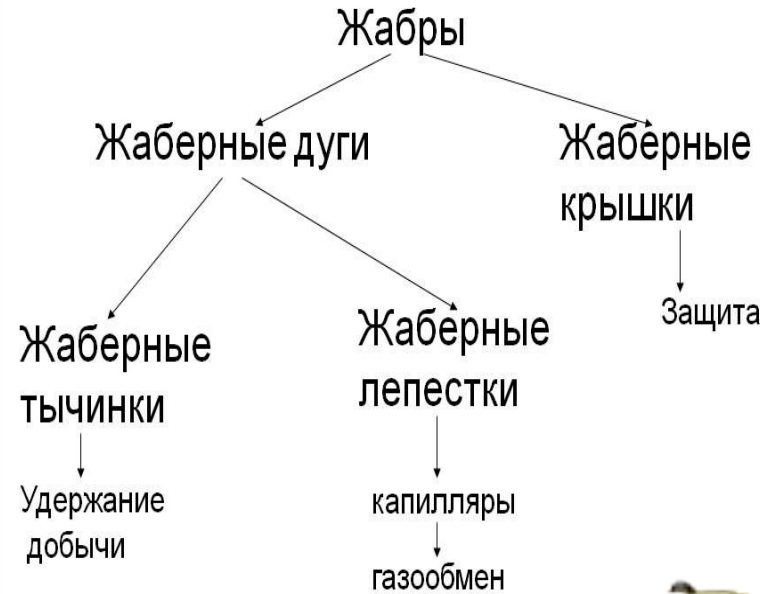 Жабры
Жаберные дуги
Жаберные
крышки
Защита
Жаберные
тычинки
Удержание
добычи
Жаберные
лепестки
капилляры
газообмен